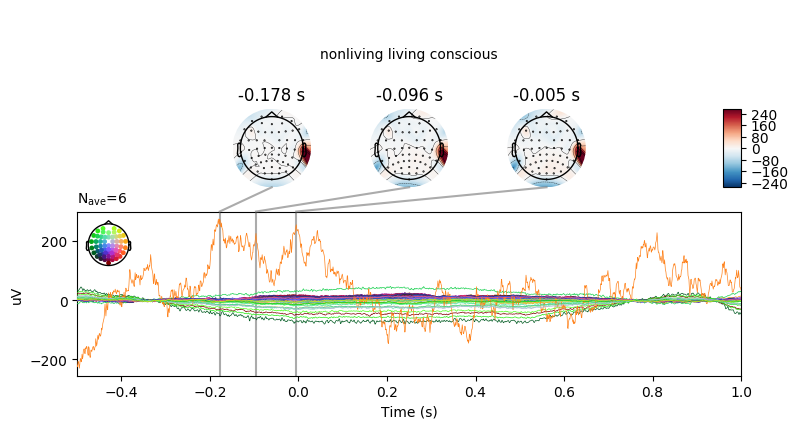 nonliving living conscious
-0.178 s
-0.096 s
-0.005 s
240
160
80
0
−80
−160
−240
Nave=6
200
0
−200
uV
−0.4
−0.2
0.0
0.2
0.4
0.6
0.8
1.0
Time (s)